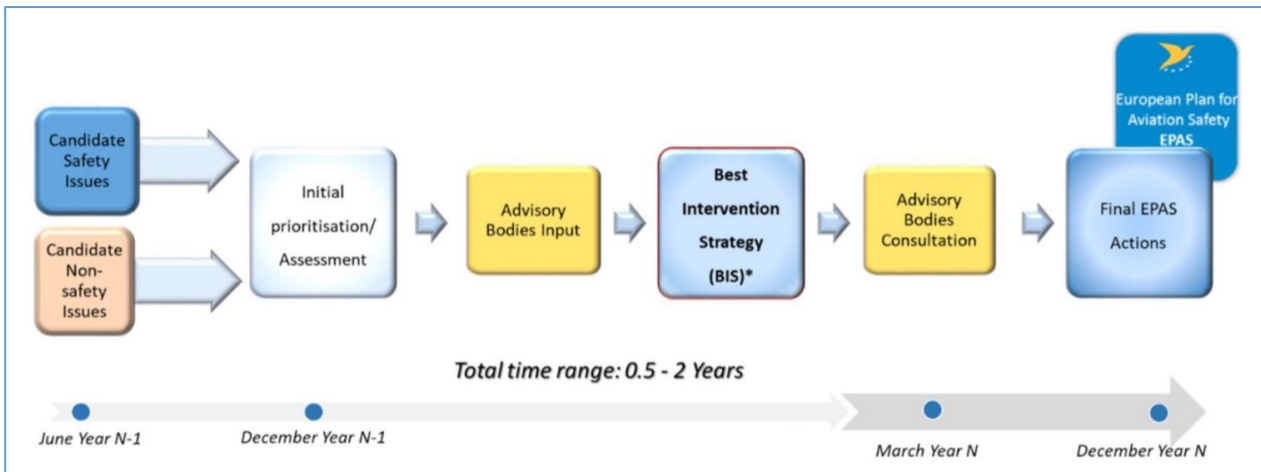 European Plan for
Aviation Safety
EPAS
Candidate
Safety
Issues
Candidate
Non-
safety
Issues
Initial
prioritisation/
Assessment
Advisory
Bodies Input
Best
Intervention
Strategy
(BIS)*
Advisory
Bodies
Consultation
Final EPAS
Actions
Total time range: 0.5 - 2 Years
June Year N-1
December Year N-1
March Year N
December Year N